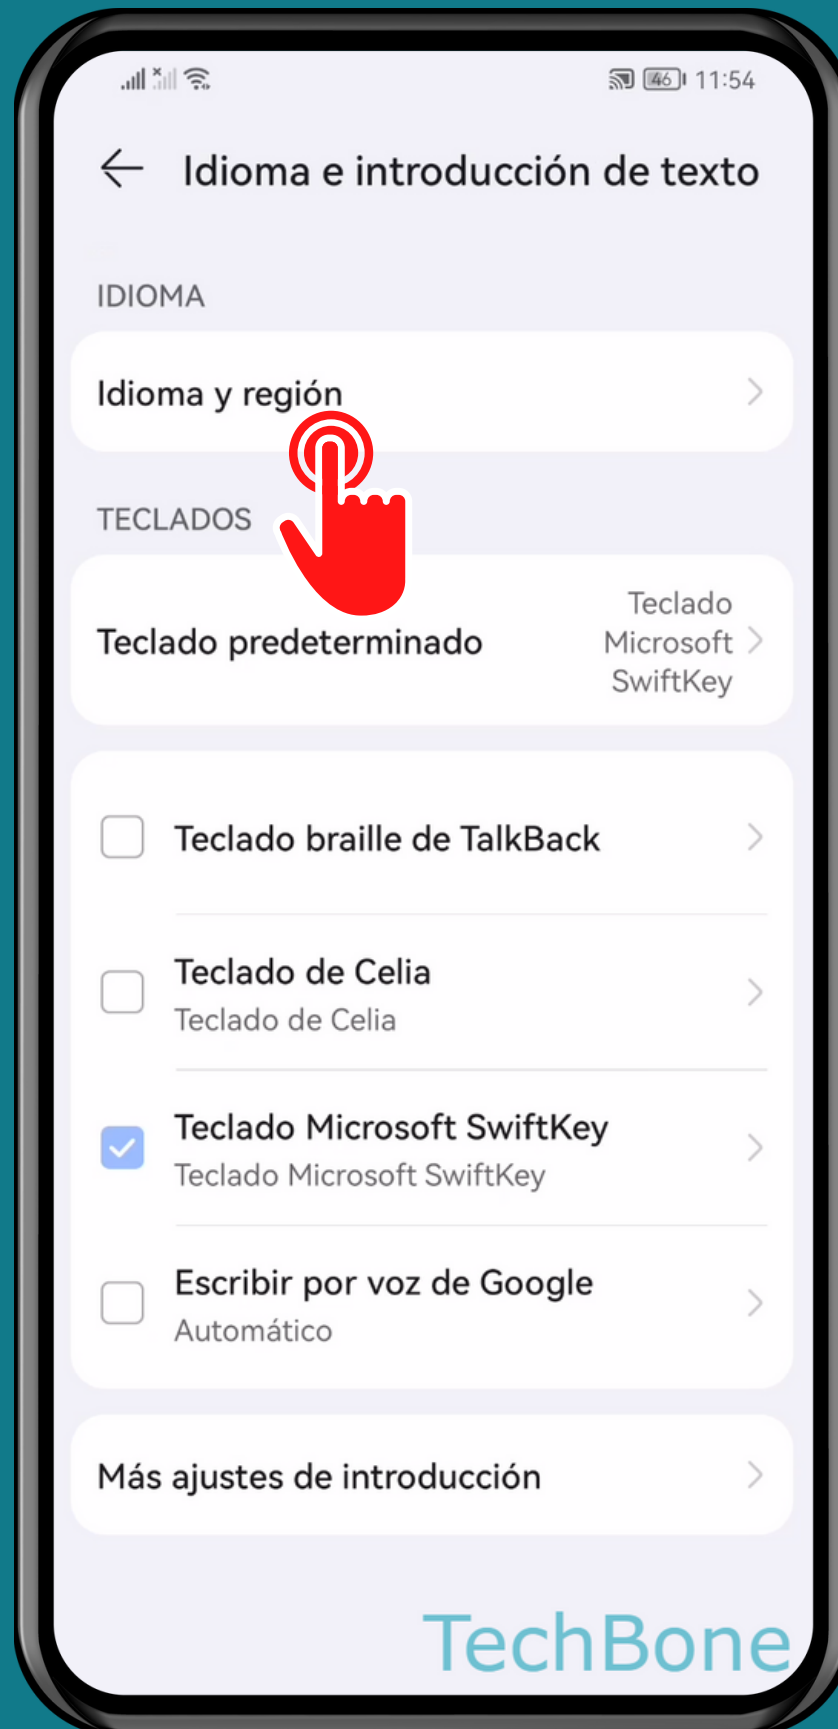 46 11:54
Idioma e introducción de texto
IDIOMA
Idioma y región
TECLADOS
Teclado predeterminado
Teclado
Microsoft
SwiftKey
Teclado braille de TalkBack
Teclado de Celia
Teclado de Celia
Teclado Microsoft SwiftKey
Teclado Microsoft SwiftKey
Escribir por voz de Google
Automático
Más ajustes de introducción
TechBone